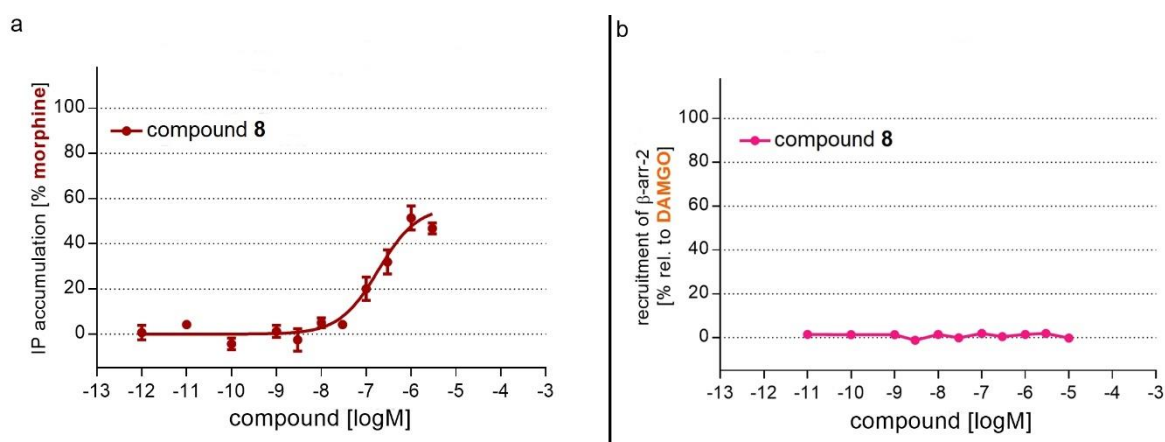 a
IP accumulation [% morphine]
100
80
60
40
20
0
compound 8
-13 -12 -11 -10 -9 -8 -7 -6 -5 -4 -3
compound [logM]
b
recruitment of β-arr-2
[% rel. to DAMGO]
100
80
60
40
20
0
compound 8
-13 -12 -11 -10 -9 -8 -7 -6 -5 -4 -3
compound [logM]